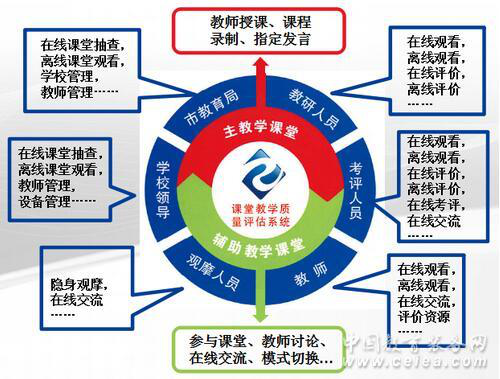 教师授课、课程
录制、指定发言
在线课堂抽查，
离线课堂观看，
学校管理，
教师管理……
在线观看，
离线观看，
在线评价，
离线评价
……
市教育局
教研人员
主教学课堂
在线课堂抽查，
离线课堂观看，
教师管理，
设备管理……
学校领导
课堂教学质
量评估系统
考评人员
在线观看，
离线观看，
在线评价，
离线评价，
在线考评，
在线交流
……
辅助教学课堂
观摩人员
教师
隐身观摩，
在线交流
……
在线观看，
离线观看，
在线交流，
评价资源
……
参与课堂、教师讨论、
在线交流、模式切换...
中国教育装备网
www.celea.com